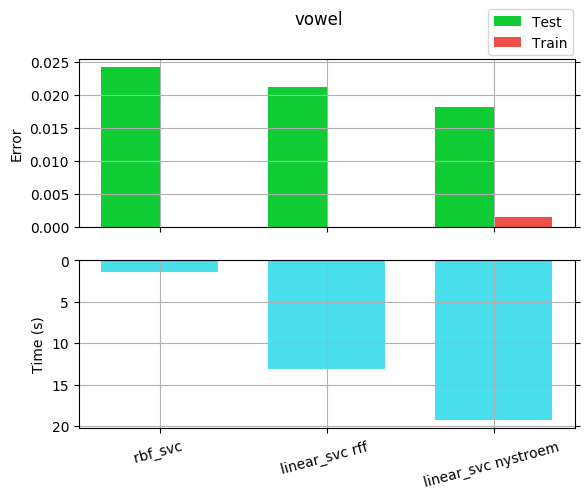 vowel
Test
Train
Error
0.025
0.020
0.015
0.010
0.005
0.000
Time (s)
0
5
10
15
20
rbf_svc
linear_svc rff
linear_svc nystroem